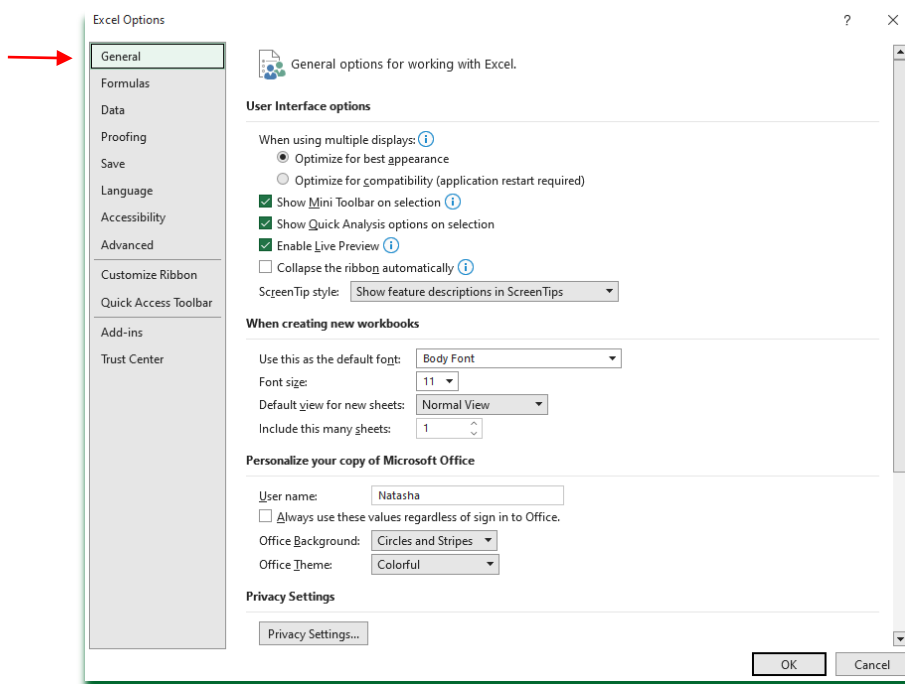 Excel Options
General
Formulas
Data
Proofing
Save
Language
Accessibility
Advanced
Customize Ribbon
Quick Access Toolbar
Add-ins
Trust Center
General options for working with Excel.
User Interface options
When using multiple displays:
Optimize for best appearance
Optimize for compatibility (application restart required)
Show Mini Toolbar on selection
Show Quick Analysis options on selection
Enable Live Preview
Collapse the ribbon automatically
ScreenTip style: Show feature descriptions in ScreenTips
When creating new workbooks
Use this as the default font: Body Font
Font size: 11
Default view for new sheets: Normal View
Include this many sheets: 1
Personalize your copy of Microsoft Office
User name: Natasha
Always use these values regardless of sign in to Office.
Office Background: Circles and Stripes
Office Theme: Colorful
Privacy Settings
Privacy Settings...
OK Cancel